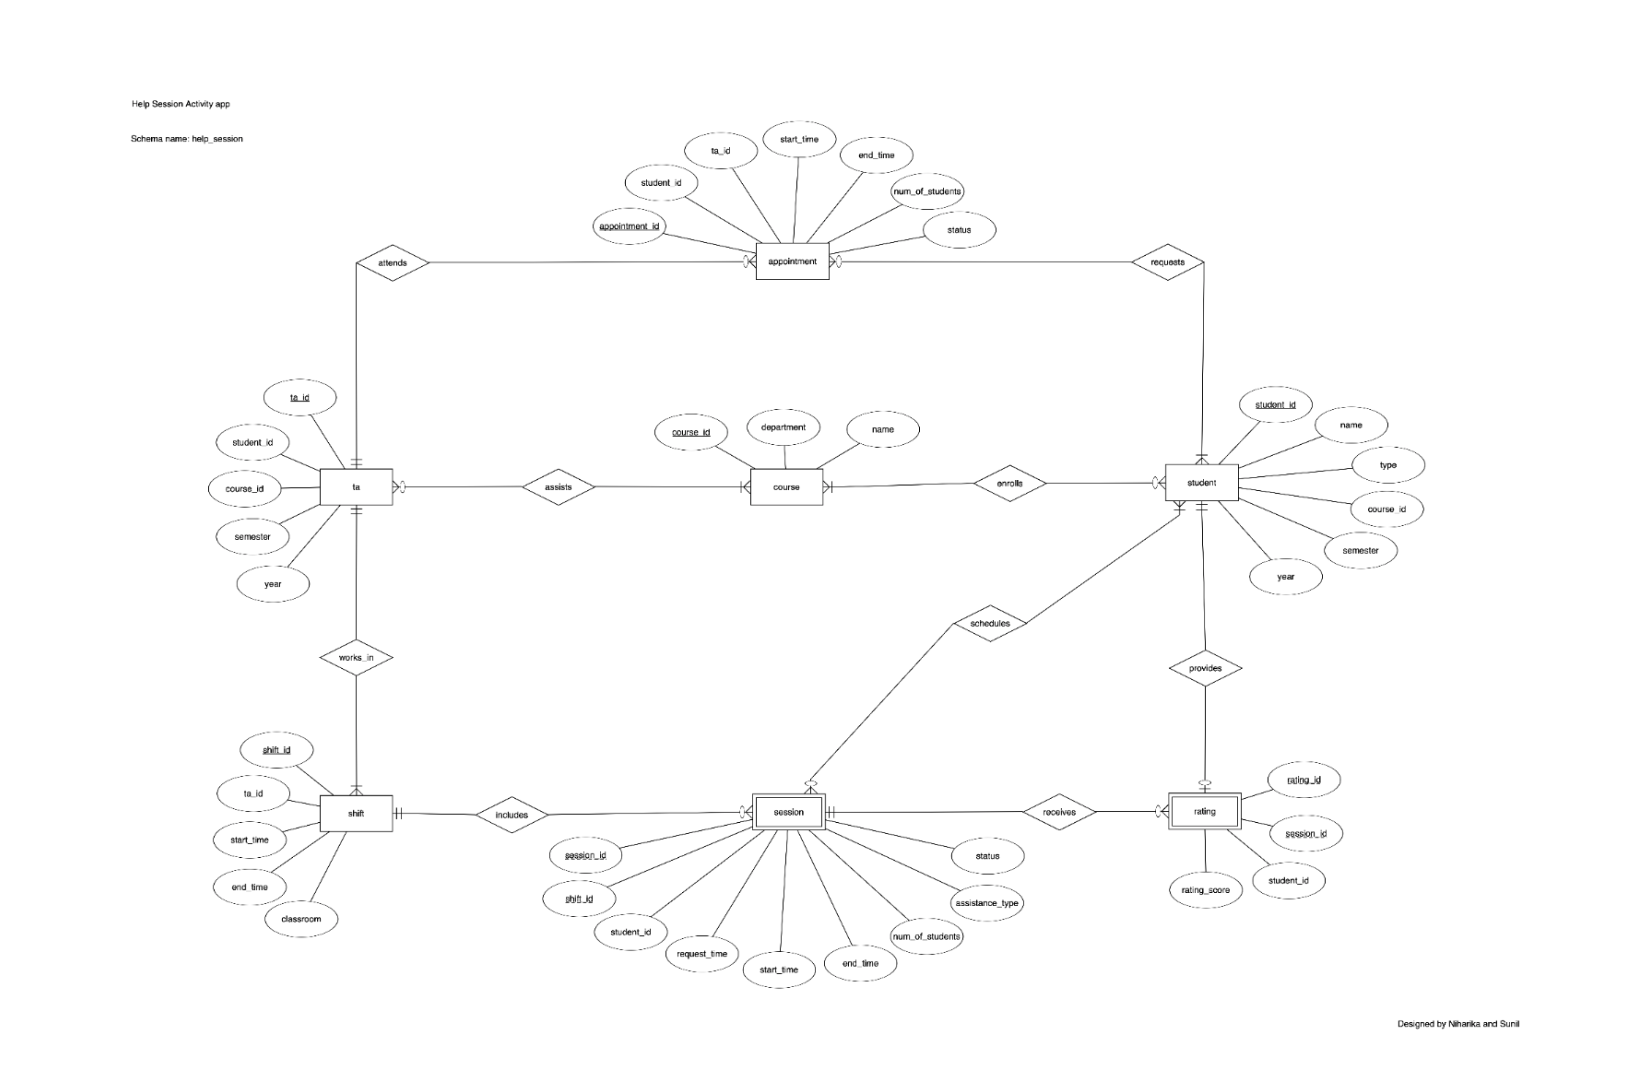 Help Session Activity app
Schema name: help_session
start_time
ta_id
end_time
student_id
num_of_students
appointment_id
status
attends
appointment
requests
ta_id
student_id
course_id
semester
year
ta
assists
course_id
department
name
course
enrolls
student_id
name
type
course_id
semester
year
student
schedules
works_in
provides
shift_id
ta_id
start_time
end_time
classroom
shift
includes
session
receives
rating
rating_id
session_id
student_id
rating_score
session_id
shift_id
student_id
request_time
start_time
end_time
num_of_students
assistance_type
status
Designed by Niharika and Sunil